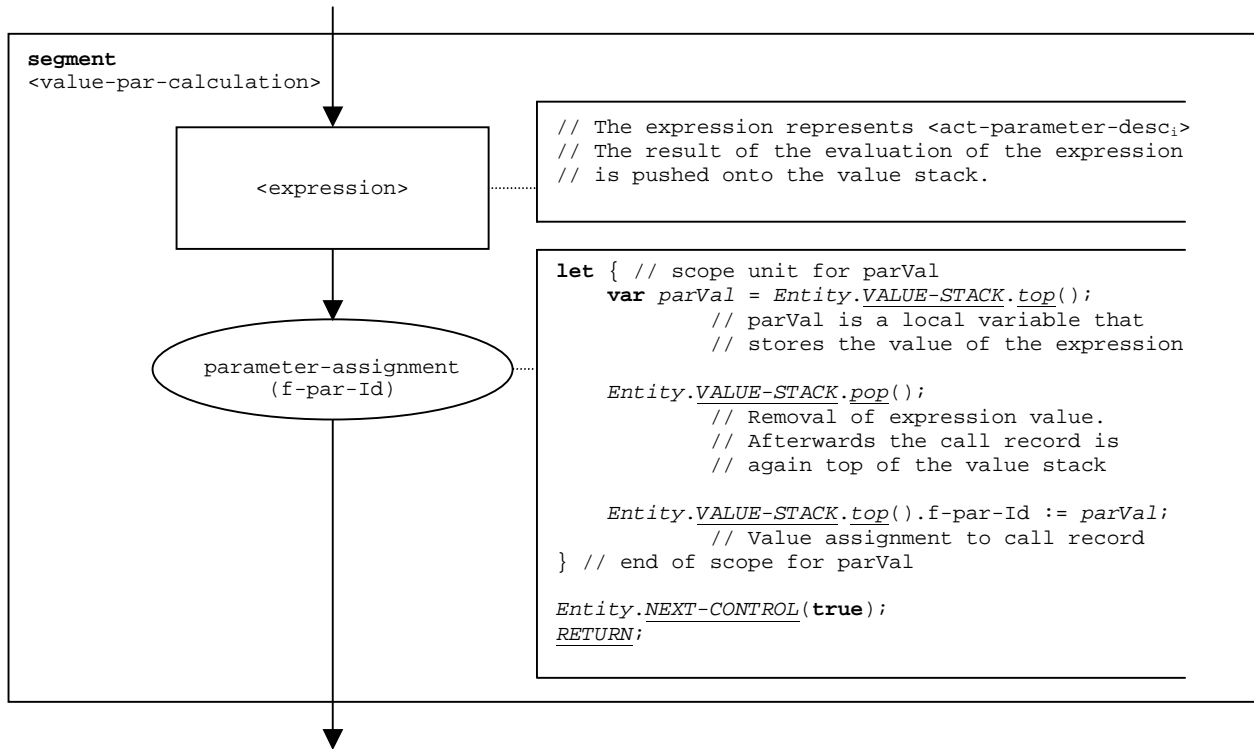 segment
<value-par-calculation>
<expression>
// The expression represents <act-parameter-descᵢ>
// The result of the evaluation of the expression
// is pushed onto the value stack.
parameter-assignment
(f-par-Id)
let { // scope unit for parVal
var parVal = Entity.VALUE-STACK.top();
// parVal is a local variable that
// stores the value of the expression
Entity.VALUE-STACK.pop();
// Removal of expression value.
// Afterwards the call record is
// again top of the value stack
Entity.VALUE-STACK.top().f-par-Id := parVal;
// Value assignment to call record
} // end of scope for parVal
Entity.NEXT-CONTROL(true);
RETURN;